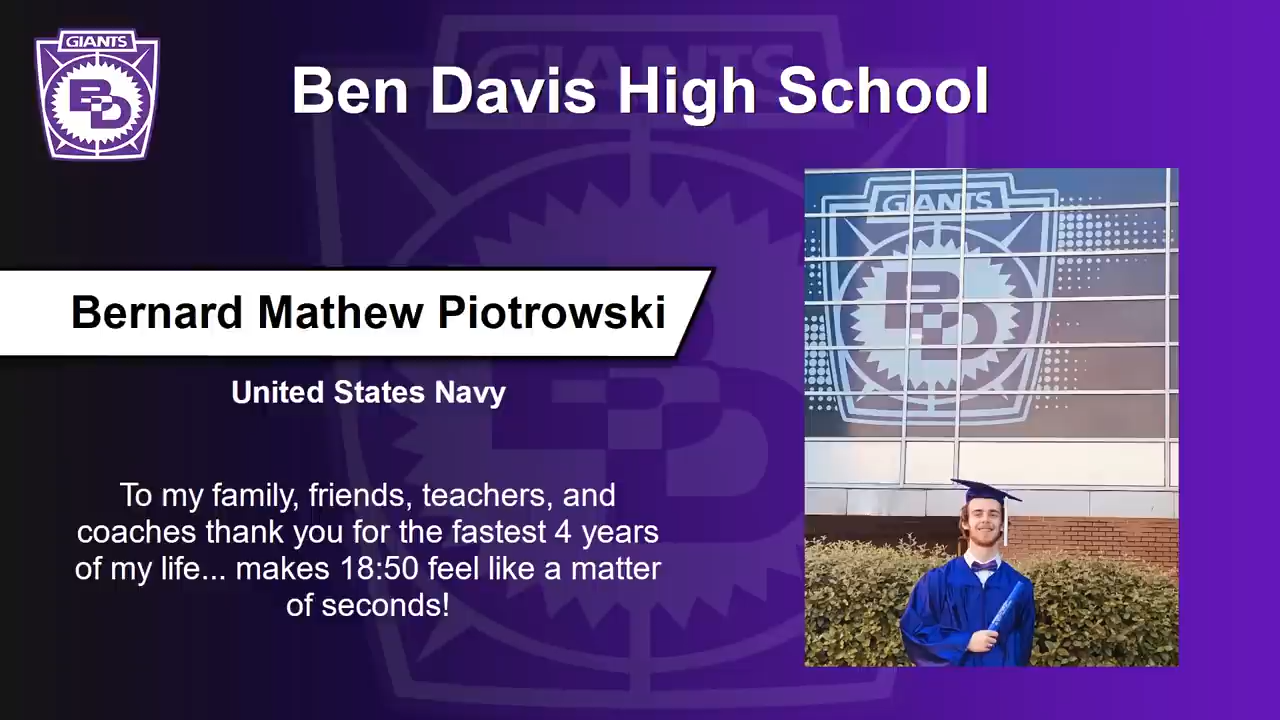 GIANTS
BD
Ben Davis High School
GIANTS
BD
Bernard Mathew Piotrowski
United States Navy
To my family, friends, teachers, and
coaches thank you for the fastest 4 years
of my life... makes 18:50 feel like a matter
of seconds!
GIANTS
BD